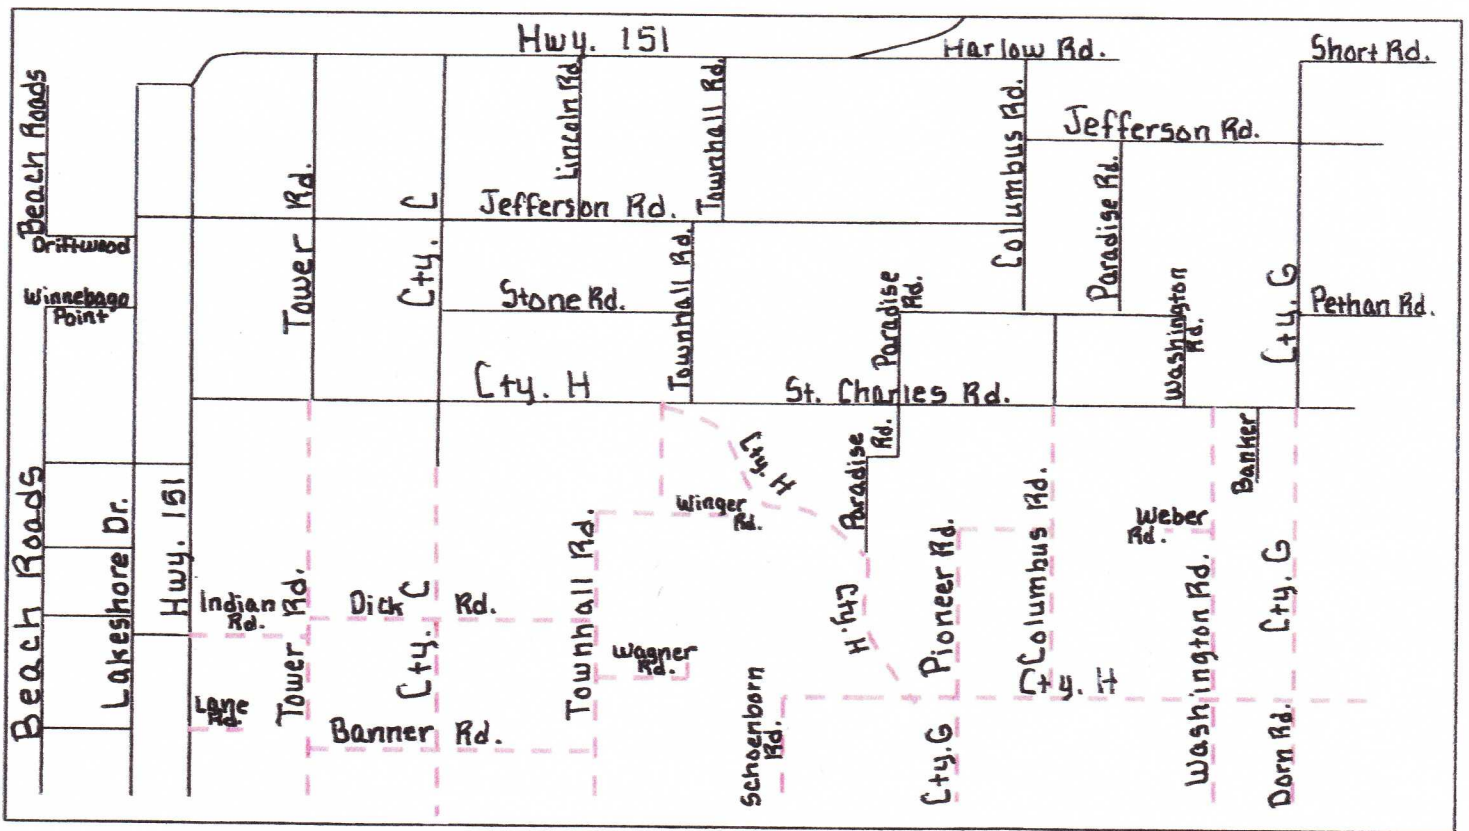 Hwy. 151
Harlow Rd.
Short Rd.
Beach Roads
Lincoln Rd.
Townhall Rd.
Columbus Rd.
Jefferson Rd.
Tower Rd.
Cty. C
Jefferson Rd.
Paradise Rd.
Driftwood
Winnebago
Point
Stone Rd.
Townhall Rd.
Paradise
Rd.
Washington
Rd.
Cty. G
Pethan Rd.
Cty. H
St. Charles Rd.
Beach Roads
Lakeshore Dr.
Hwy. 151
Cty. H
Paradise
Rd.
Banker
Winger
Rd.
Weber
Rd.
Indian
Rd.
Tower Rd.
Dick Rd.
Cty. C
Townhall Rd.
Wagner
Rd.
Cty. H
Pioneer Rd.
Columbus Rd.
Cty. H
Washington Rd.
Cty. G
Lane
Rd.
Banner Rd.
Schoenborn
Rd.
Cty. G
Dorn Rd.